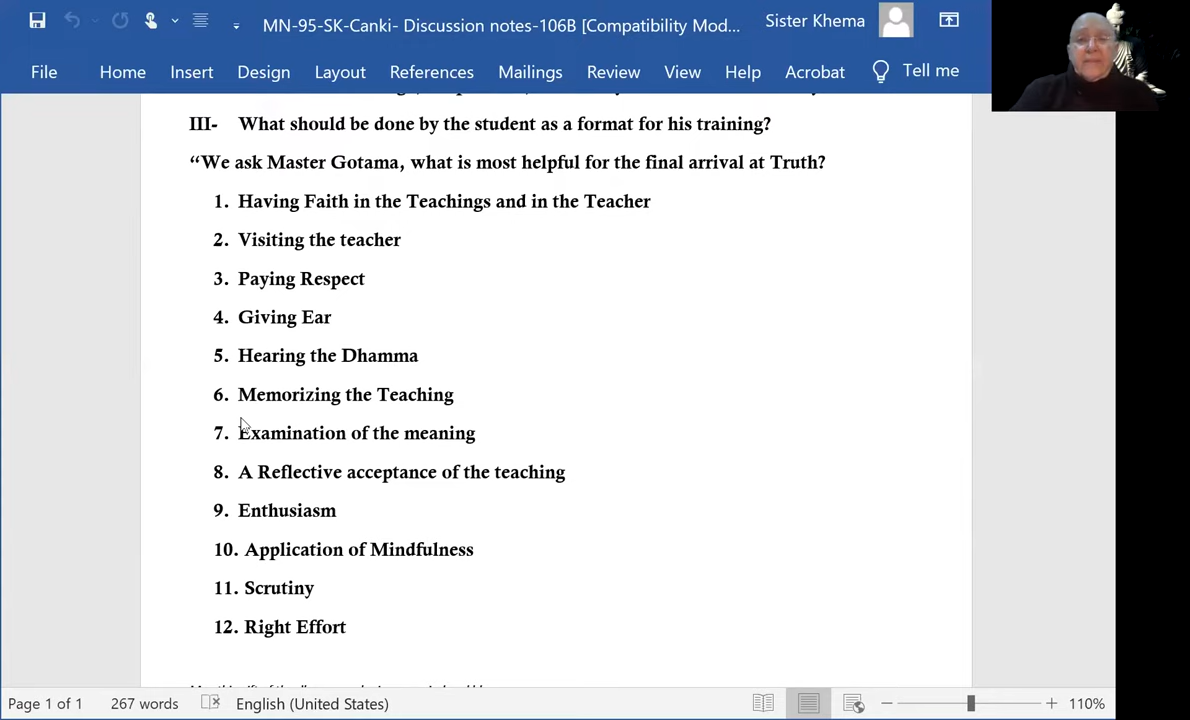 MN-95-SK-Canki- Discussion notes-106B [Compatibility Mod...
Sister Khema
File Home Insert Design Layout References Mailings Review View Help Acrobat Tell me
III- What should be done by the student as a format for his training?
“We ask Master Gotama, what is most helpful for the final arrival at Truth?
1. Having Faith in the Teachings and in the Teacher
2. Visiting the teacher
3. Paying Respect
4. Giving Ear
5. Hearing the Dhamma
6. Memorizing the Teaching
7. Examination of the meaning
8. A Reflective acceptance of the teaching
9. Enthusiasm
10. Application of Mindfulness
11. Scrutiny
12. Right Effort
Page 1 of 1 267 words English (United States) 110%